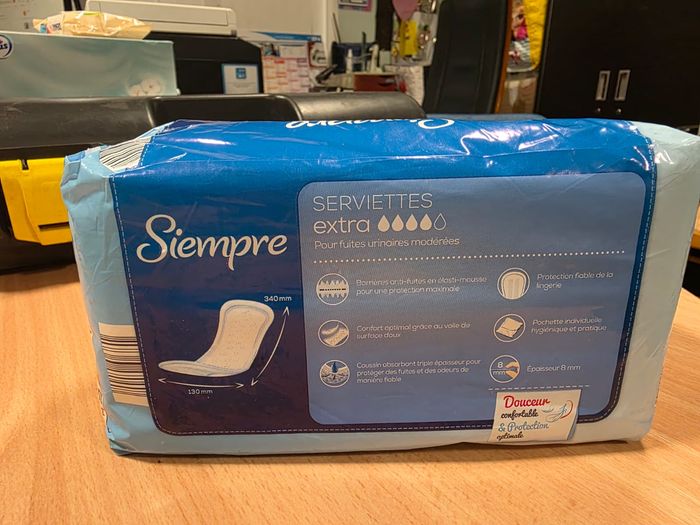 Siempre
SERVIETTES
extra
Pour fuites urinaires modérées
340 mm
130 mm
Barrières anti-fuites en élasti-mousse
pour une protection maximale
Confort optimal grâce au voile de
surface doux
Coussin absorbant triple épaisseur pour
protéger des fuites et des odeurs de
manière fiable
Protection fiable de la
lingerie
Pochette individuelle
hygiénique et pratique
8
mm
Épaisseur 8 mm
Douceur
confortable
& Protection
optimale